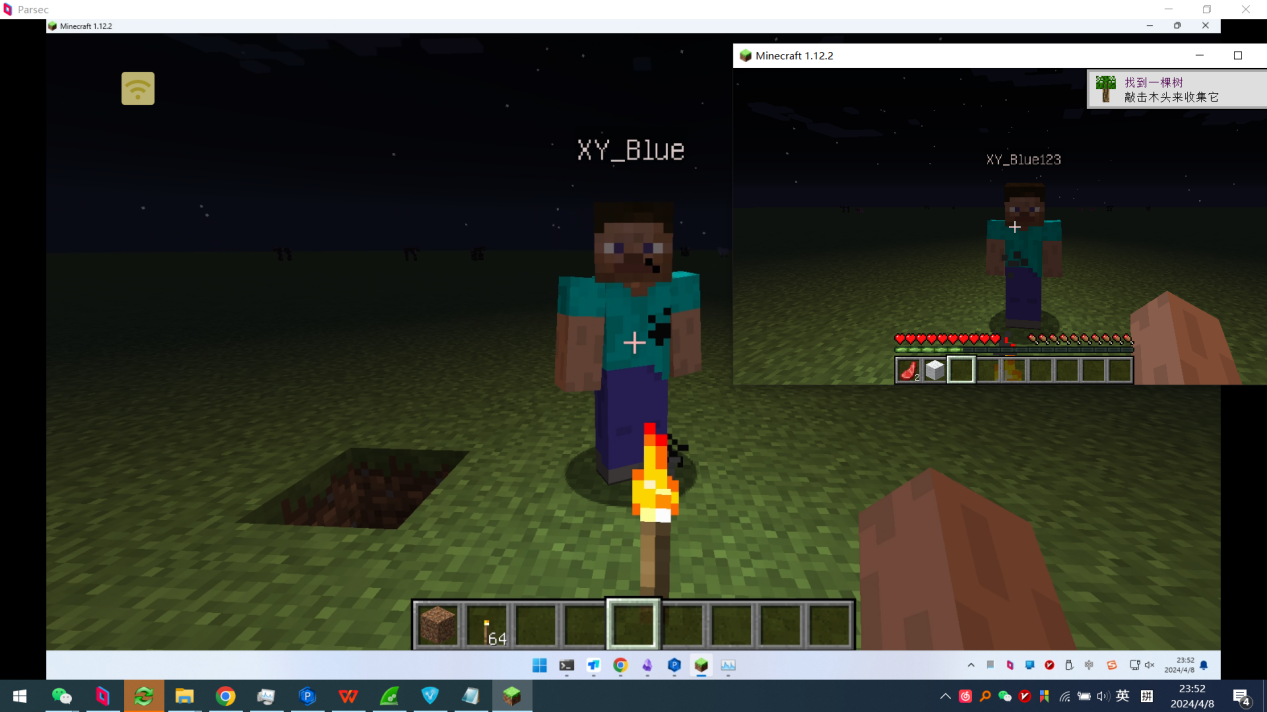 Parsec
Minecraft 1.12.2
Minecraft 1.12.2
找到一棵树
敲击木头来收集它
XY_Blue
XY_Blue123
2
64
23:52
2024/4/8
英
23:52
2024/4/8
4